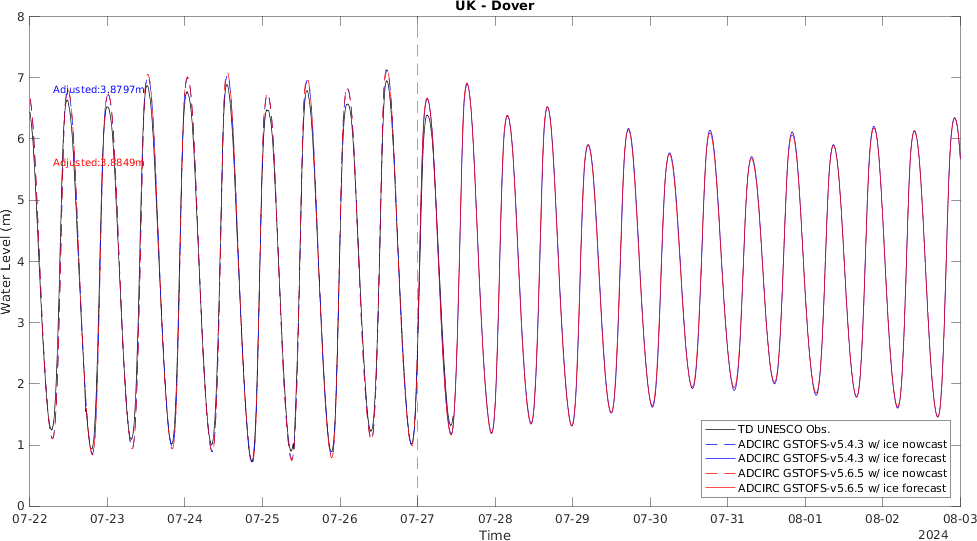 UK - Dover
8
7
6
5
4
3
2
1
0
Water Level (m)
Adjusted:3.8797m
Adjusted:3.8849m
TD UNESCO Obs.
ADCIRC GSTOFS-v5.4.3 w/ ice nowcast
ADCIRC GSTOFS-v5.4.3 w/ ice forecast
ADCIRC GSTOFS-v5.6.5 w/ ice nowcast
ADCIRC GSTOFS-v5.6.5 w/ ice forecast
07-22 07-23 07-24 07-25 07-26 07-27 07-28 07-29 07-30 07-31 08-01 08-02 08-03
Time
2024